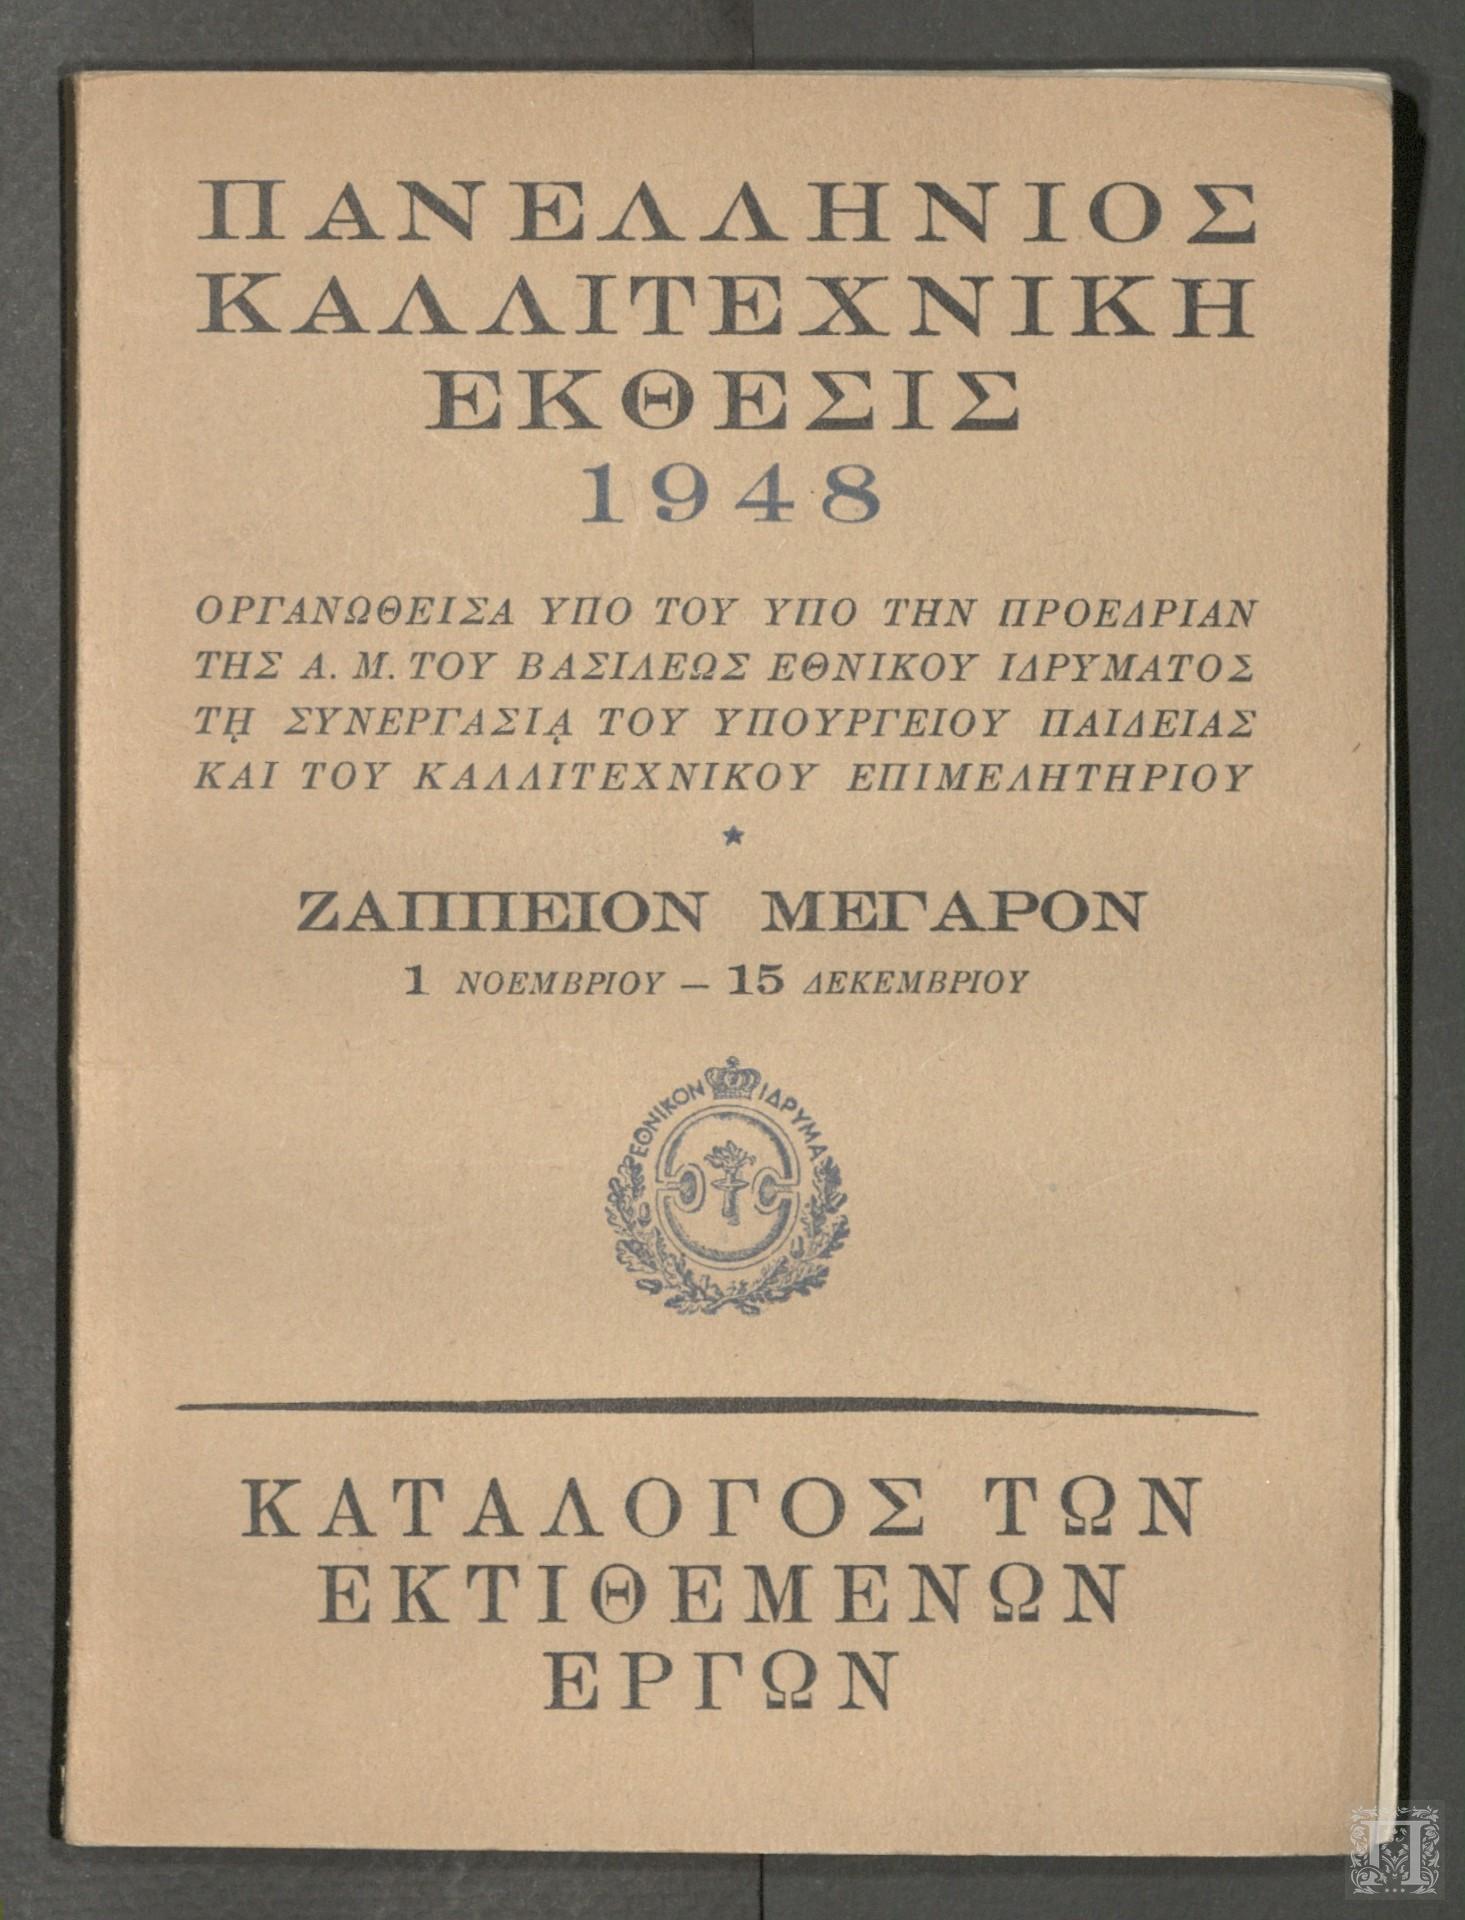 ΠΑΝΕΛΛΗΝΙΟΣ
ΚΑΛΛΙΤΕΧΝΙΚΗ
ΕΚΘΕΣΙΣ
1948
ΟΡΓΑΝΩΘΕΙΣΑ ΥΠΟ ΤΟΥ ΥΠΟ ΤΗΝ ΠΡΟΕΔΡΙΑΝ
ΤΗΣ Α. Μ. ΤΟΥ ΒΑΣΙΛΕΩΣ ΕΘΝΙΚΟΥ ΙΔΡΥΜΑΤΟΣ
Τῌ ΣΥΝΕΡΓΑΣΙᾼ ΤΟΥ ΥΠΟΥΡΓΕΙΟΥ ΠΑΙΔΕΙΑΣ
ΚΑΙ ΤΟΥ ΚΑΛΛΙΤΕΧΝΙΚΟΥ ΕΠΙΜΕΛΗΤΗΡΙΟΥ
★
ΖΑΠΠΕΙΟΝ ΜΕΓΑΡΟΝ
1 ΝΟΕΜΒΡΙΟΥ — 15 ΔΕΚΕΜΒΡΙΟΥ
ΕΘΝΙΚΟΝ ΙΔΡΥΜΑ
ΚΑΤΑΛΟΓΟΣ ΤΩΝ
ΕΚΤΙΘΕΜΕΝΩΝ
ΕΡΓΩΝ